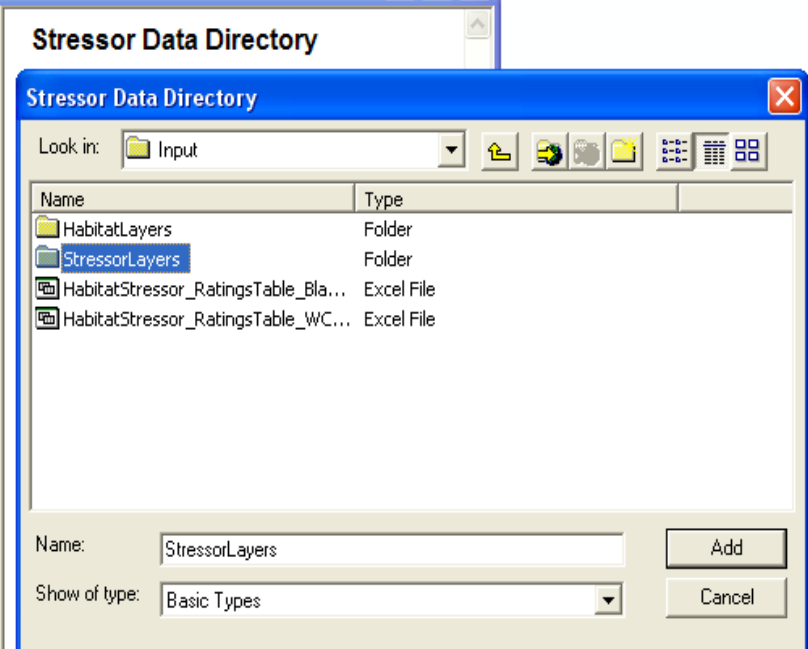 Stressor Data Directory
Stressor Data Directory
Look in: Input
Name Type
HabitatLayers Folder
StressorLayers Folder
HabitatStressor_RatingsTable_Bla... Excel File
HabitatStressor_RatingsTable_WC... Excel File
Name: StressorLayers Add
Show of type: Basic Types Cancel